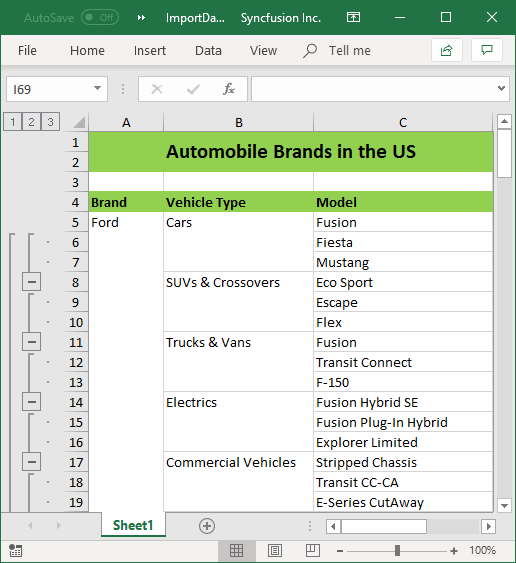 AutoSave Off ImportDa... Syncfusion Inc.
File Home Insert Syncfusion Tell me
I69 fx
1 2 3 A B C
1 Automobile Brands in the US
2
3
4 Brand Vehicle Type Model
5 Ford Cars Fusion
6 Fiesta
7 Mustang
8 SUVs & Crossovers Eco Sport
9 Escape
10 Flex
11 Trucks & Vans Fusion
12 Transit Connect
13 F-150
14 Electrics Fusion Hybrid SE
15 Fusion Plug-In Hybrid
16 Explorer Limited
17 Commercial Vehicles Stripped Chassis
18 Transit CC-CA
19 E-Series CutAway
Sheet1
100%